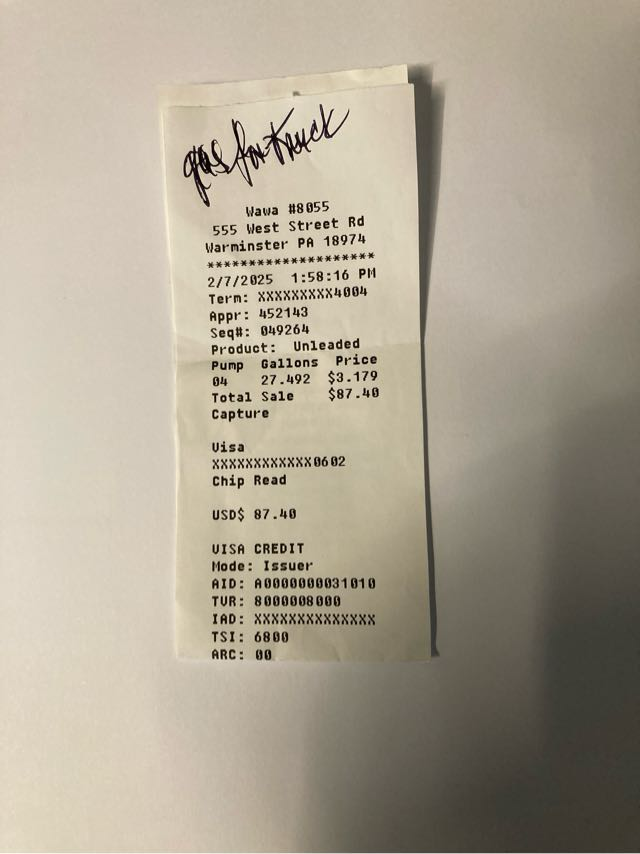 gas for truck
Wawa #8055
555 West Street Rd
Warminster PA 18974
********************
2/7/2025 1:58:16 PM
Term: XXXXXXXXX4004
Appr: 452143
Seq#: 049264
Product: Unleaded
Pump Gallons Price
04 27.492 $3.179
Total Sale $87.40
Capture
Visa
XXXXXXXXXXXX0602
Chip Read
USD$ 87.40
VISA CREDIT
Mode: Issuer
AID: A0000000031010
TVR: 8000008000
IAD: XXXXXXXXXXXXXX
TSI: 6800
ARC: 00